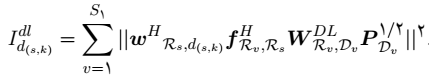 I^{dl}_{d_{(s,k)}} = \sum_{v=۱}^{S_۱} ||\boldsymbol{w}^H{}_{\mathcal{R}_s,d_{(s,k)}} \boldsymbol{f}^H_{\mathcal{R}_v,\mathcal{R}_s} \boldsymbol{W}^{DL}_{\mathcal{R}_v,\mathcal{D}_v} \boldsymbol{P}^{۱/۲}_{\mathcal{D}_v}||^۲.